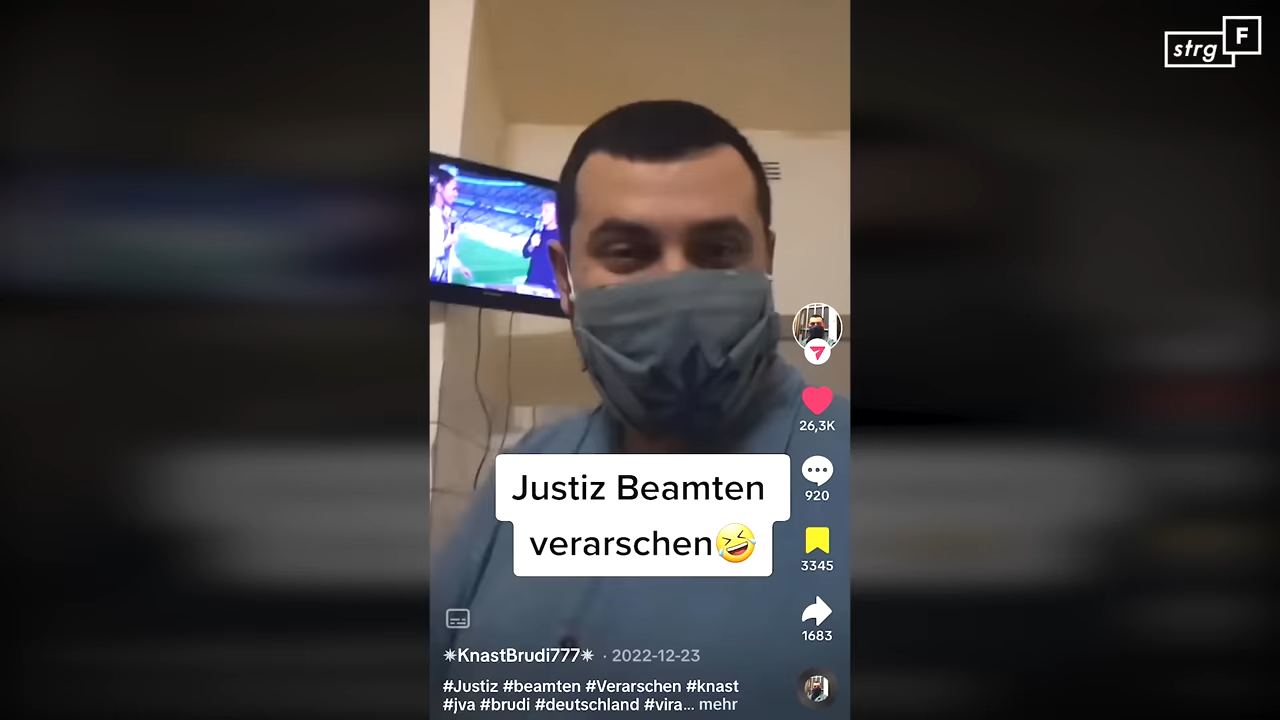 strg F
26,3K
920
Justiz Beamten
verarschen🤣
3345
1683
✷KnastBrudi777✷ · 2022-12-23
#Justiz #beamten #Verarschen #knast
#jva #brudi #deutschland #vira... mehr